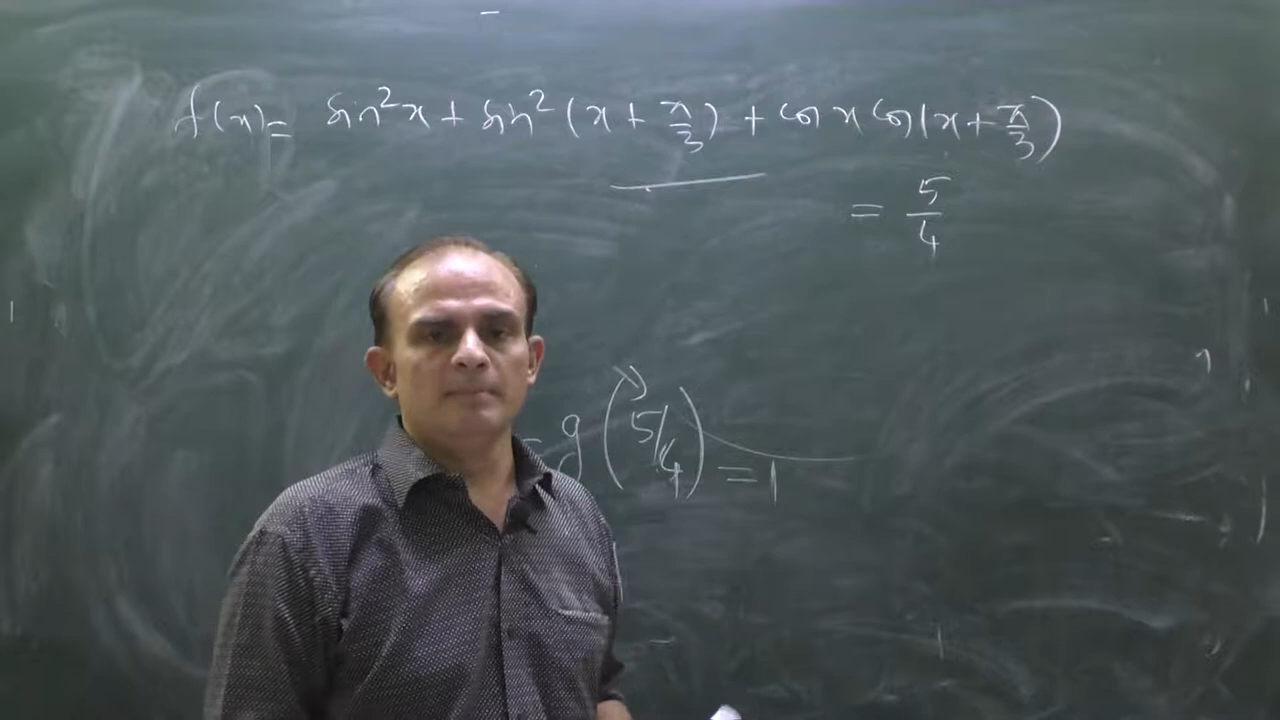 f(x) = sin²x + sin²(x + π/3) + cos x cos(x + π/3)
= 5/4
= g(5/4) = 1